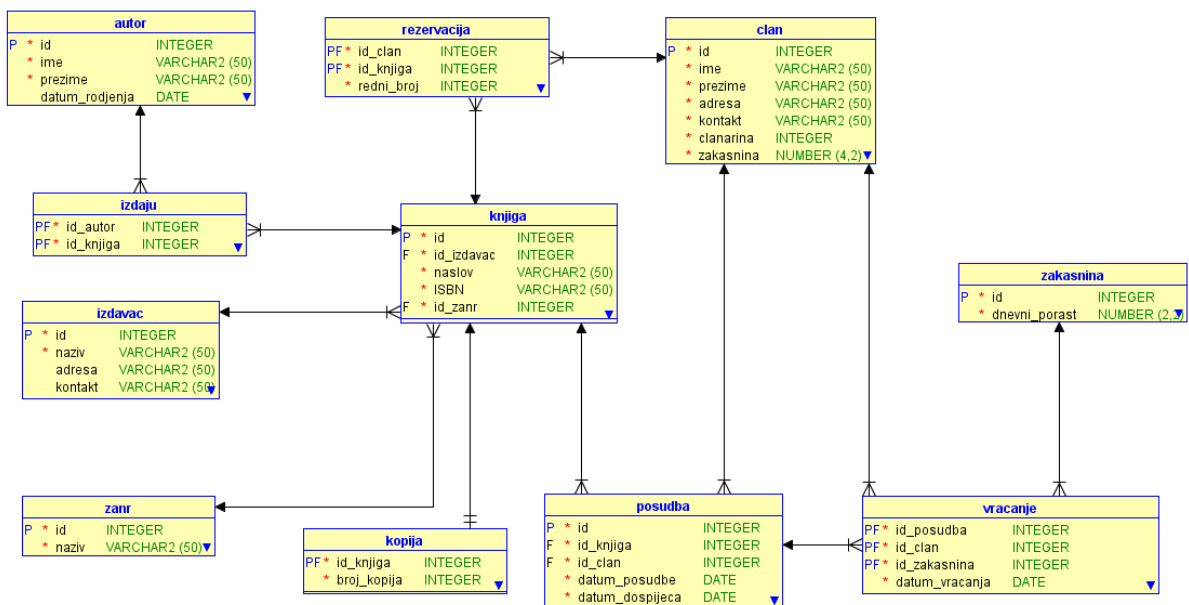 autor
P * id INTEGER
* ime VARCHAR2 (50)
* prezime VARCHAR2 (50)
datum_rodjenja DATE
rezervacija
PF * id_clan INTEGER
PF * id_knjiga INTEGER
* redni_broj INTEGER
clan
P * id INTEGER
* ime VARCHAR2 (50)
* prezime VARCHAR2 (50)
* adresa VARCHAR2 (50)
* kontakt VARCHAR2 (50)
* clanarina INTEGER
* zakasnina NUMBER (4,2)
izdaju
PF * id_autor INTEGER
PF * id_knjiga INTEGER
knjiga
P * id INTEGER
F * id_izdavac INTEGER
* naslov VARCHAR2 (50)
* ISBN VARCHAR2 (50)
F * id_zanr INTEGER
zakasnina
P * id INTEGER
* dnevni_porast NUMBER (2,2)
izdavac
P * id INTEGER
* naziv VARCHAR2 (50)
adresa VARCHAR2 (50)
kontakt VARCHAR2 (50)
zanr
P * id INTEGER
* naziv VARCHAR2 (50)
kopija
PF * id_knjiga INTEGER
* broj_kopija INTEGER
posudba
P * id INTEGER
F * id_knjiga INTEGER
F * id_clan INTEGER
* datum_posudbe DATE
* datum_dospijeca DATE
vracanje
PF * id_posudba INTEGER
PF * id_clan INTEGER
PF * id_zakasnina INTEGER
* datum_vracanja DATE